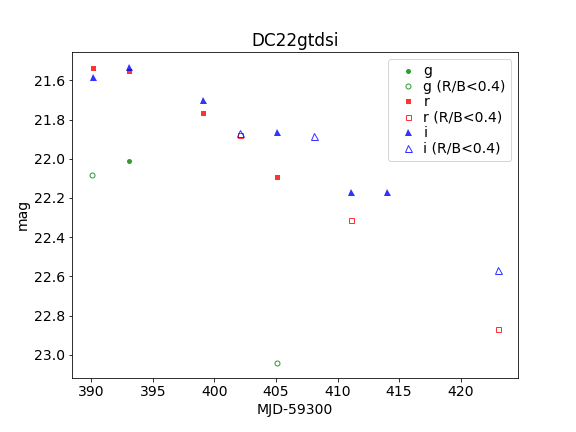 DC22gtdsi
g
g (R/B<0.4)
r
r (R/B<0.4)
i
i (R/B<0.4)
mag
21.6
21.8
22.0
22.2
22.4
22.6
22.8
23.0
390 395 400 405 410 415 420
MJD-59300